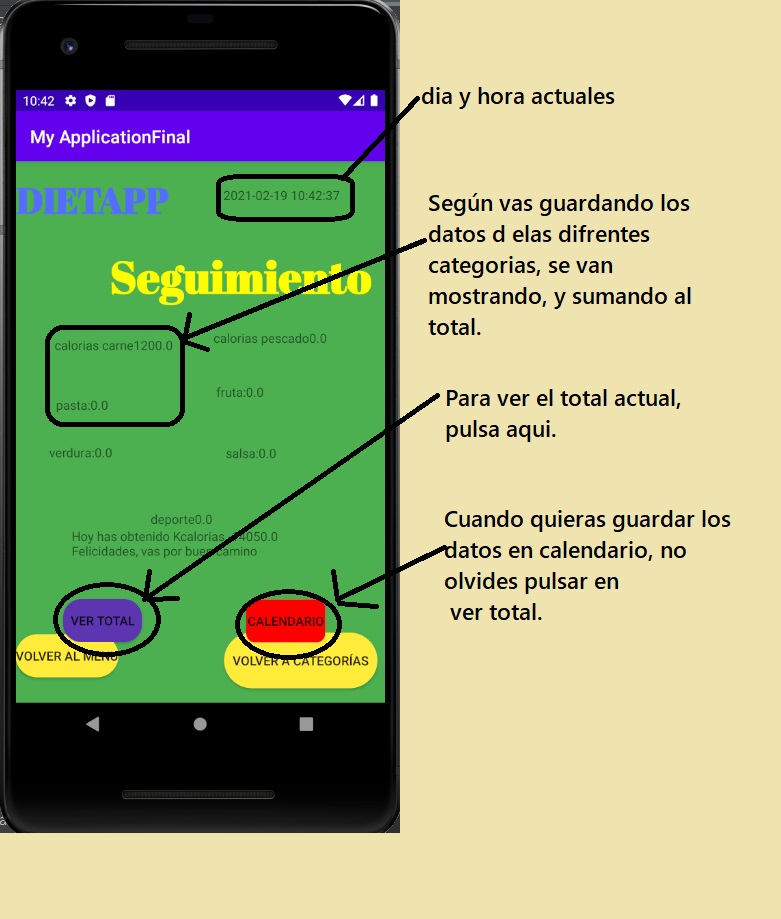 10:42
My ApplicationFinal
DIETAPP
2021-02-19 10:42:37
Seguimiento
calorias carne1200.0
calorias pescado0.0
pasta:0.0
fruta:0.0
verdura:0.0
salsa:0.0
deporte0.0
Hoy has obtenido Kcalorias
Felicidades, vas por buen camino
VER TOTAL
CALENDARIO
VOLVER AL MENÚ
VOLVER A CATEGORÍAS
dia y hora actuales
Según vas guardando los
datos d elas difrentes
categorias, se van
mostrando, y sumando al
total.
Para ver el total actual,
pulsa aqui.
Cuando quieras guardar los
datos en calendario, no
olvides pulsar en
ver total.